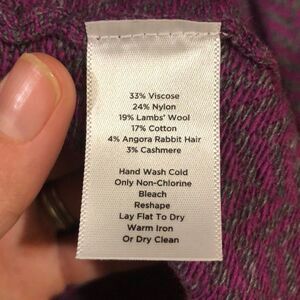 33% Viscose
24% Nylon
19% Lambs' Wool
17% Cotton
4% Angora Rabbit Hair
3% Cashmere
Hand Wash Cold
Only Non-Chlorine
Bleach
Reshape
Lay Flat To Dry
Warm Iron
Or Dry Clean